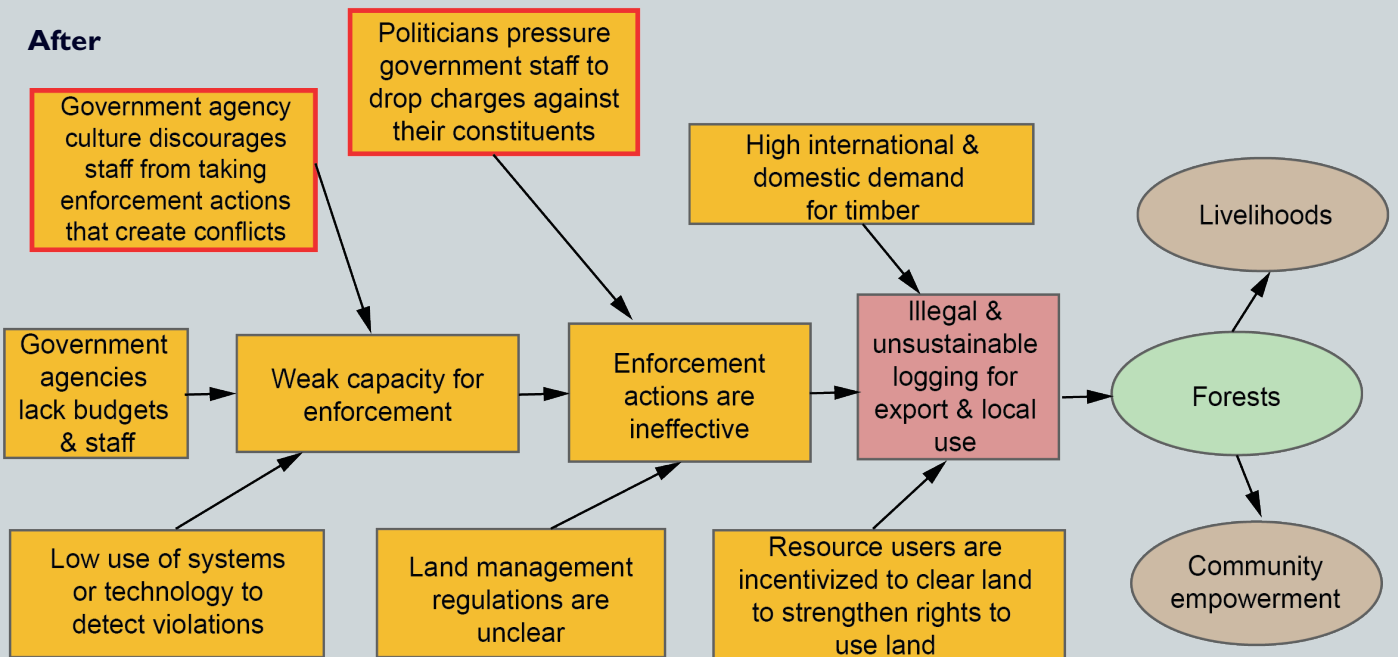 After
Government agency
culture discourages
staff from taking
enforcement actions
that create conflicts
Politicians pressure
government staff to
drop charges against
their constituents
High international &
domestic demand
for timber
Livelihoods
Government
agencies
lack budgets
& staff
Weak capacity for
enforcement
Enforcement
actions are
ineffective
Illegal &
unsustainable
logging for
export & local
use
Forests
Low use of systems
or technology to
detect violations
Land management
regulations are
unclear
Resource users are
incentivized to clear land
to strengthen rights to
use land
Community
empowerment